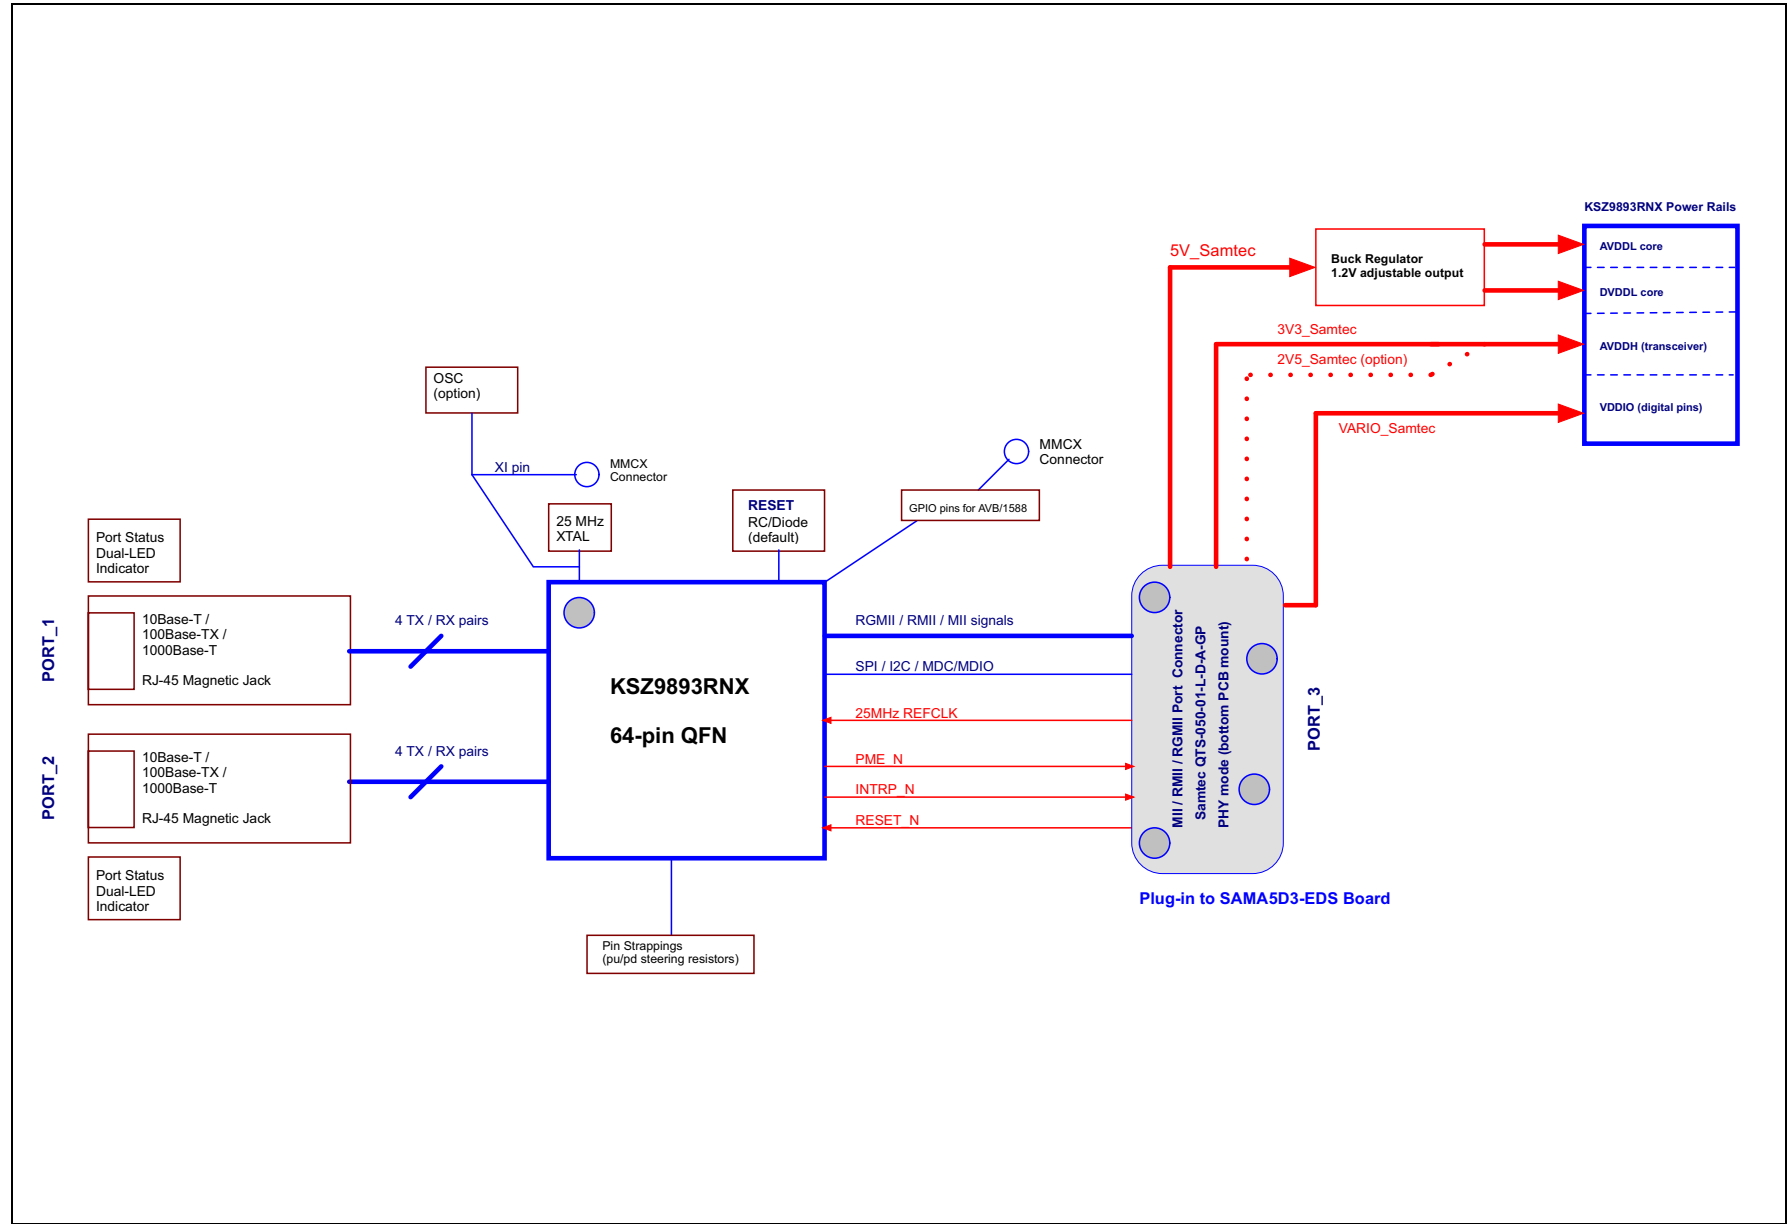 KSZ9893RNX Power Rails
AVDDL core
DVDDL core
AVDDH (transceiver)
VDDIO (digital pins)
5V_Samtec
Buck Regulator
1.2V adjustable output
3V3_Samtec
2V5_Samtec (option)
VARIO_Samtec
OSC
(option)
XI pin
MMCX
Connector
25 MHz
XTAL
RESET
RC/Diode
(default)
MMCX
Connector
GPIO pins for AVB/1588
Port Status
Dual-LED
Indicator
PORT_1
10Base-T /
100Base-TX /
1000Base-T
RJ-45 Magnetic Jack
4 TX / RX pairs
PORT_2
10Base-T /
100Base-TX /
1000Base-T
RJ-45 Magnetic Jack
4 TX / RX pairs
Port Status
Dual-LED
Indicator
KSZ9893RNX
64-pin QFN
RGMII / RMII / MII signals
SPI / I2C / MDC/MDIO
25MHz REFCLK
PME_N
INTRP_N
RESET_N
MII / RMII / RGMII Port Connector
Samtec QTS-050-01-L-D-A-GP
PHY mode (bottom PCB mount)
PORT_3
Plug-in to SAMA5D3-EDS Board
Pin Strappings
(pu/pd steering resistors)